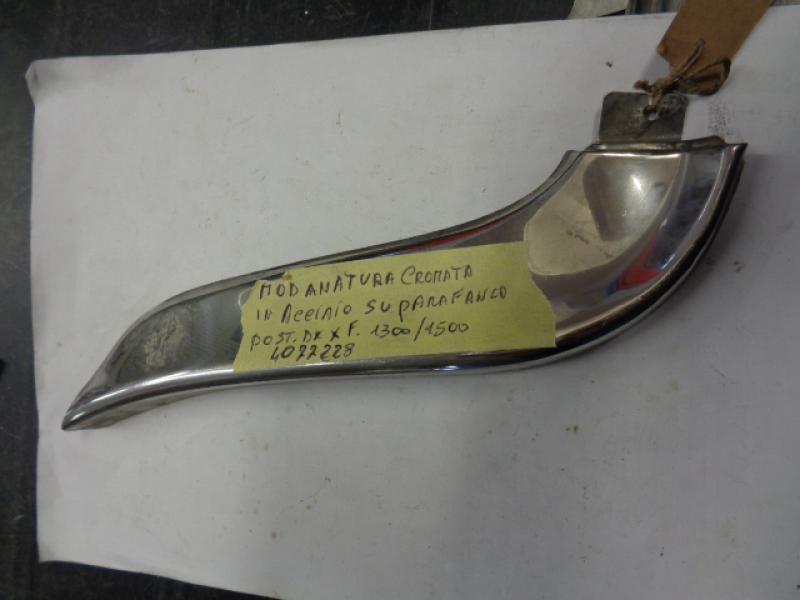 MODANATURA CROMATA
IN ACCIAIO SU PARAFANGO
POST. DX X F. 1300/1500
4077228